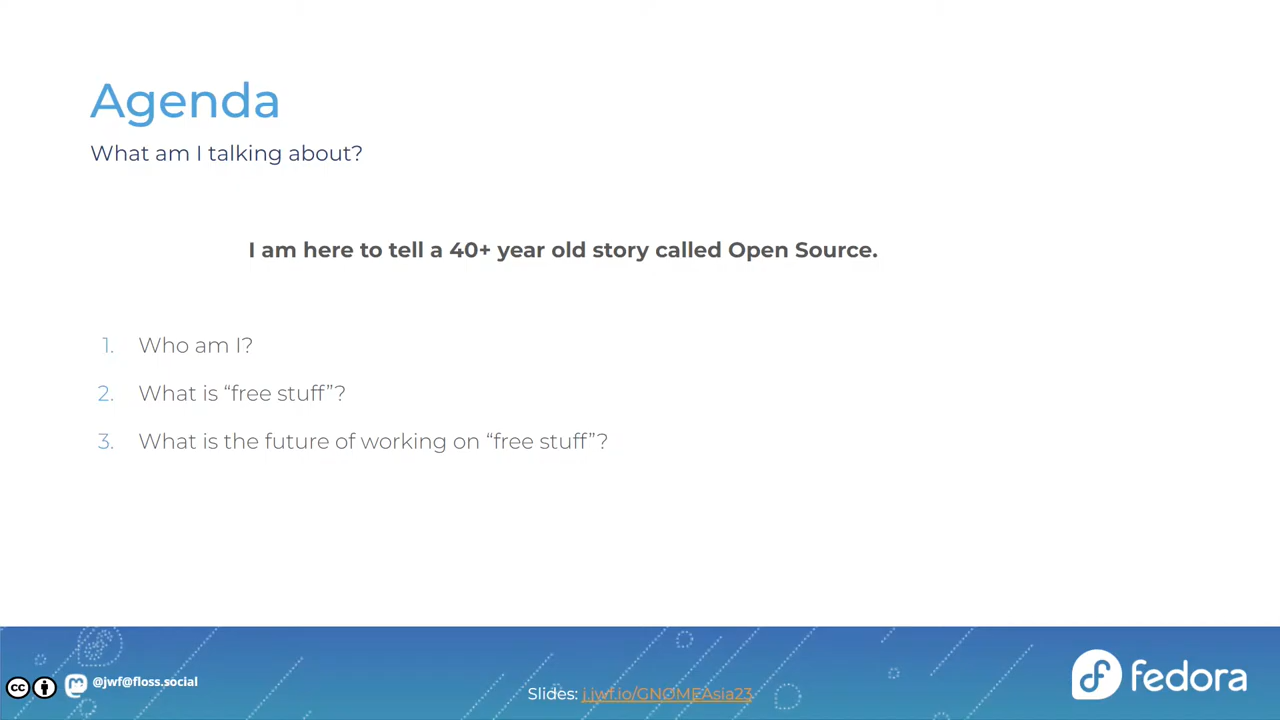 Agenda
What am I talking about?
I am here to tell a 40+ year old story called Open Source.
1. Who am I?
2. What is “free stuff”?
3. What is the future of working on “free stuff”?
@jwf@floss.social
Slides: j.jwf.io/GNOMEAsia23
fedora
cc